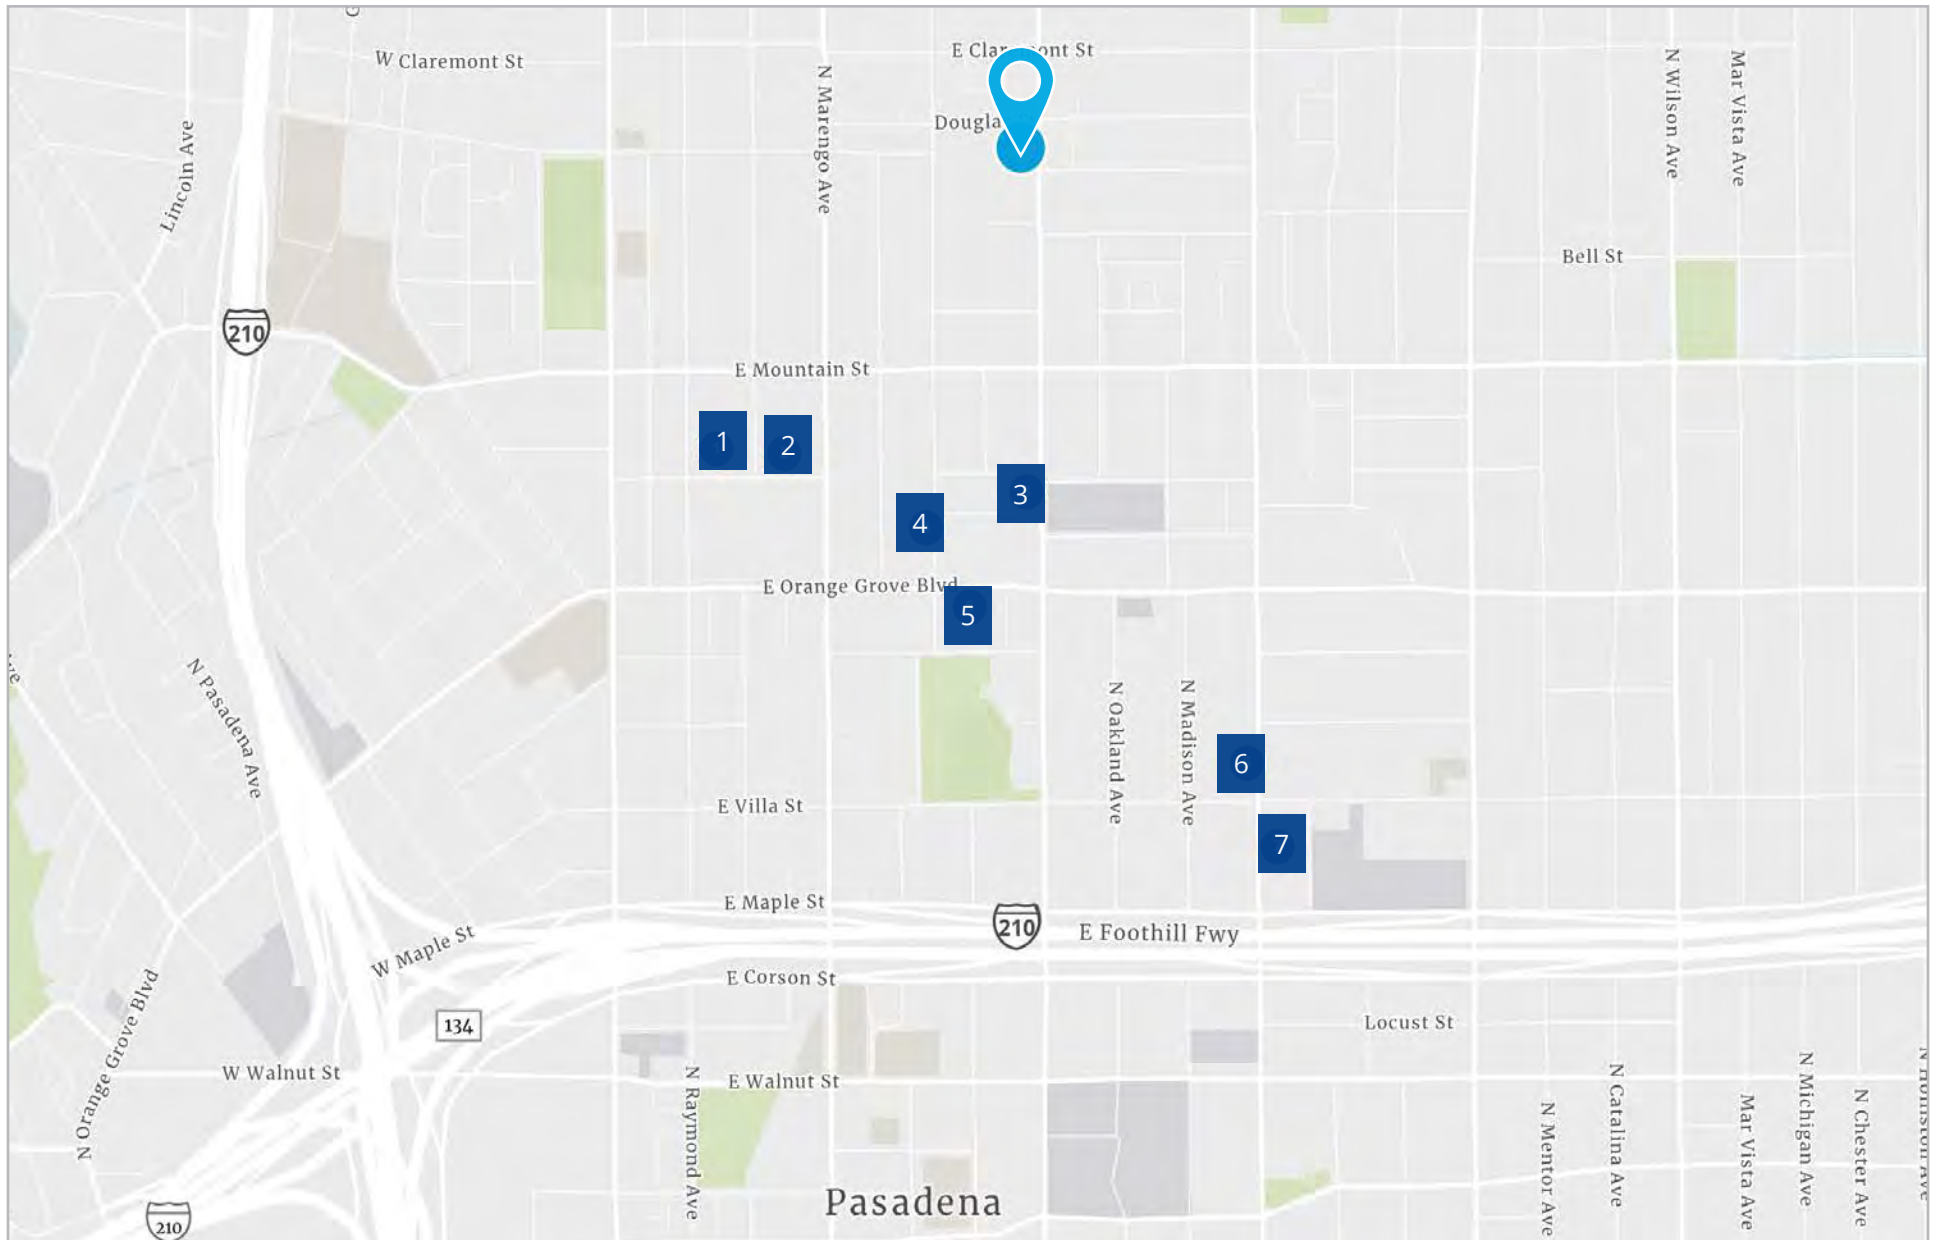 W Claremont St
E Claremont St
N Marengo Ave
N Wilson Ave
Mar Vista Ave
Lincoln Ave
Dougla
Bell St
210
E Mountain St
1
2
3
4
E Orange Grove Blvd
5
N Pasadena Ave
N Oakland Ave
N Madison Ave
6
E Villa St
7
E Maple St
210
E Foothill Fwy
W Maple St
E Corson St
134
Locust St
N Orange Grove Blvd
W Walnut St
E Walnut St
N Raymond Ave
N Mentor Ave
N Catalina Ave
Mar Vista Ave
N Michigan Ave
N Chester Ave
Pasadena
210